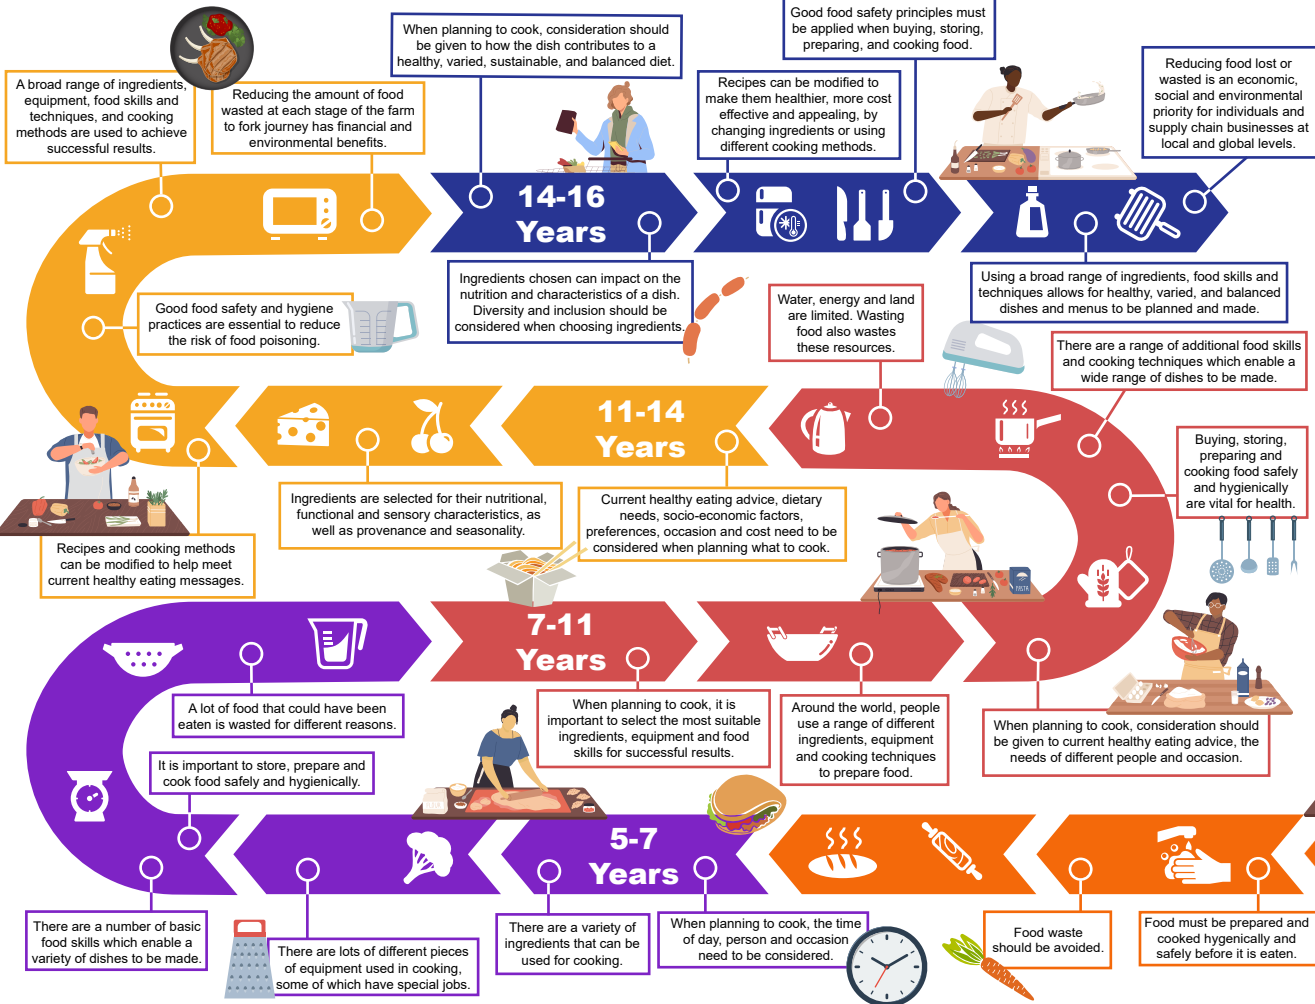 When planning to cook, consideration should
be given to how the dish contributes to a
healthy, varied, sustainable, and balanced diet.
Good food safety principles must
be applied when buying, storing,
preparing, and cooking food.
A broad range of ingredients,
equipment, food skills and
techniques, and cooking
methods are used to achieve
successful results.
Reducing the amount of food
wasted at each stage of the farm
to fork journey has financial and
environmental benefits.
Recipes can be modified to
make them healthier, more cost
effective and appealing, by
changing ingredients or using
different cooking methods.
Reducing food lost or
wasted is an economic,
social and environmental
priority for individuals and
supply chain businesses at
local and global levels.
14-16
Years
Good food safety and hygiene
practices are essential to reduce
the risk of food poisoning.
Ingredients chosen can impact on the
nutrition and characteristics of a dish.
Diversity and inclusion should be
considered when choosing ingredients.
Water, energy and land
are limited. Wasting
food also wastes
these resources.
Using a broad range of ingredients, food skills and
techniques allows for healthy, varied, and balanced
dishes and menus to be planned and made.
There are a range of additional food skills
and cooking techniques which enable a
wide range of dishes to be made.
11-14
Years
Buying, storing,
preparing and
cooking food safely
and hygienically
are vital for health.
Ingredients are selected for their nutritional,
functional and sensory characteristics, as
well as provenance and seasonality.
Current healthy eating advice, dietary
needs, socio-economic factors,
preferences, occasion and cost need to be
considered when planning what to cook.
Recipes and cooking methods
can be modified to help meet
current healthy eating messages.
PASTA
7-11
Years
A lot of food that could have been
eaten is wasted for different reasons.
When planning to cook, it is
important to select the most suitable
ingredients, equipment and food
skills for successful results.
Around the world, people
use a range of different
ingredients, equipment
and cooking techniques
to prepare food.
When planning to cook, consideration should
be given to current healthy eating advice, the
needs of different people and occasion.
It is important to store, prepare and
cook food safely and hygienically.
5-7
Years
There are a number of basic
food skills which enable a
variety of dishes to be made.
There are lots of different pieces
of equipment used in cooking,
some of which have special jobs.
There are a variety of
ingredients that can be
used for cooking.
When planning to cook, the time
of day, person and occasion
need to be considered.
Food waste
should be avoided.
Food must be prepared and
cooked hygenically and
safely before it is eaten.